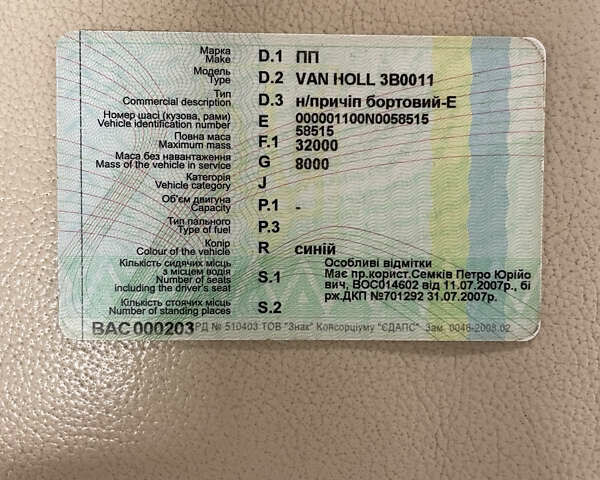 Марка
Make D.1 ПП
Модель
Type D.2 VAN HOLL 3B0011
Тип
Commercial description D.3 н/причіп бортовий-Е
Номер шасі (кузова, рами) E 000001100N0058515
Vehicle identification number 58515
Повна маса
Maximum mass F.1 32000
Маса без навантаження
Mass of the vehicle in service G 8000
Категорія
Vehicle category J
Об'єм двигуна
Capacity P.1 -
Тип пального
Type of fuel P.3
Колір
Colour of the vehicle R синій
Кількість сидячих місць Особливі відмітки
з місцем водія Має пр.корист.Семків Петро Юрійо
Number of seats S.1 вич, ВОС014602 від 11.07.2007р., бі
including the driver's seat рж.ДКП №701292 31.07.2007р.
Кількість стоячих місць
Number of standing places S.2
ВАС 000203 РД № 510403 ТОВ "Знак" Консорціуму "ЄДАПС" Зам. 0046-2008.02.